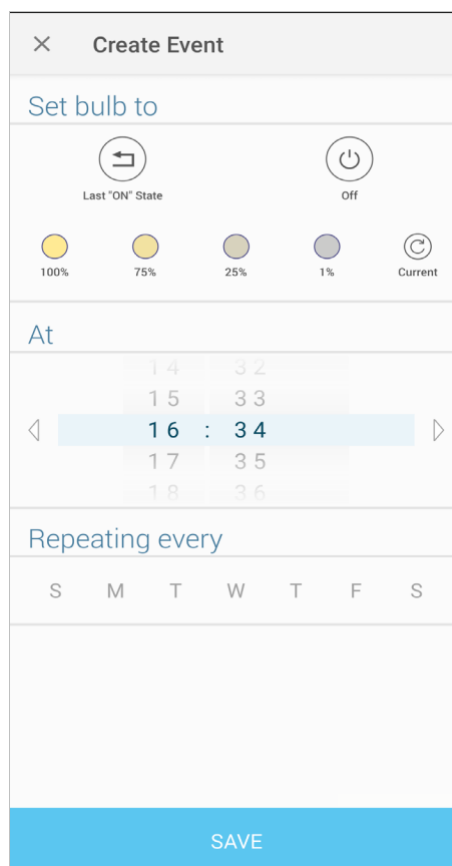 Create Event
Set bulb to
Last "ON" State Off
100% 75% 25% 1% Current
At
14 32
15 33
16 : 34
17 35
18 36
Repeating every
S M T W T F S
SAVE